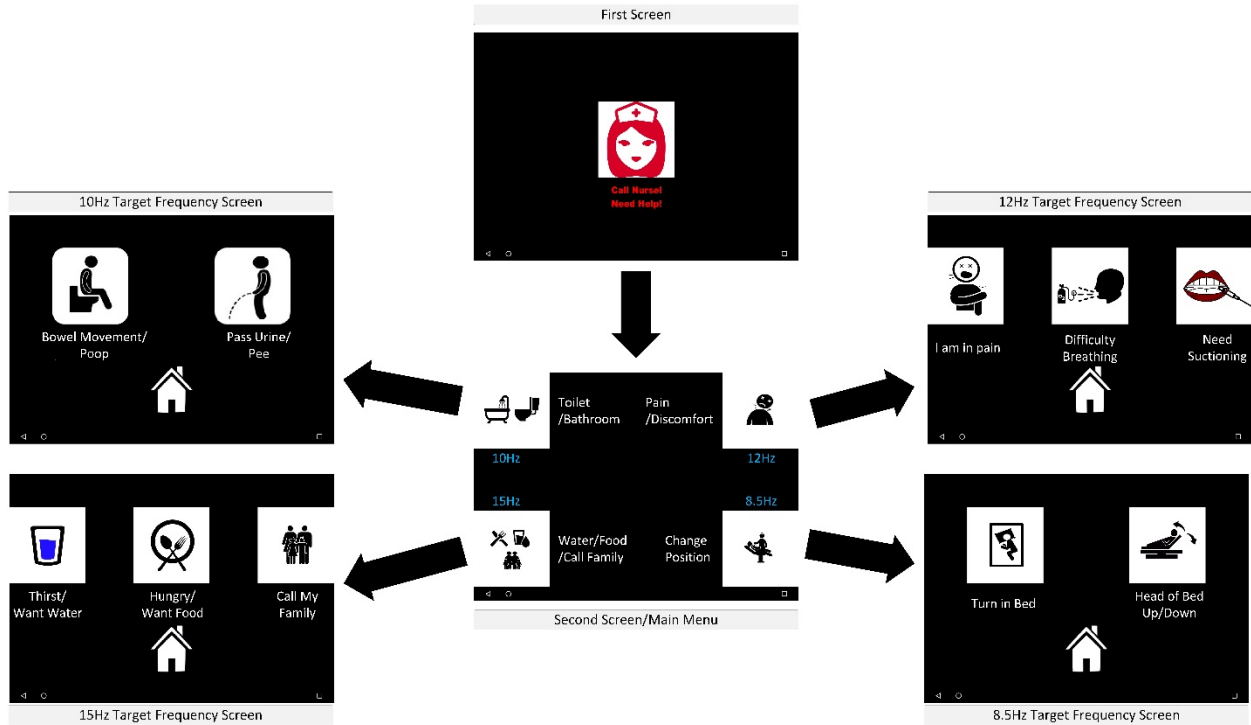 First Screen
Call Nurse!
Need Help!
10Hz Target Frequency Screen
Bowel Movement/
Poop
Pass Urine/
Pee
12Hz Target Frequency Screen
I am in pain
Difficulty
Breathing
Need
Suctioning
Toilet
/Bathroom
Pain
/Discomfort
10Hz
12Hz
15Hz
8.5Hz
Water/Food
/Call Family
Change
Position
Second Screen/Main Menu
Thirst/
Want Water
Hungry/
Want Food
Call My
Family
15Hz Target Frequency Screen
Turn in Bed
Head of Bed
Up/Down
8.5Hz Target Frequency Screen